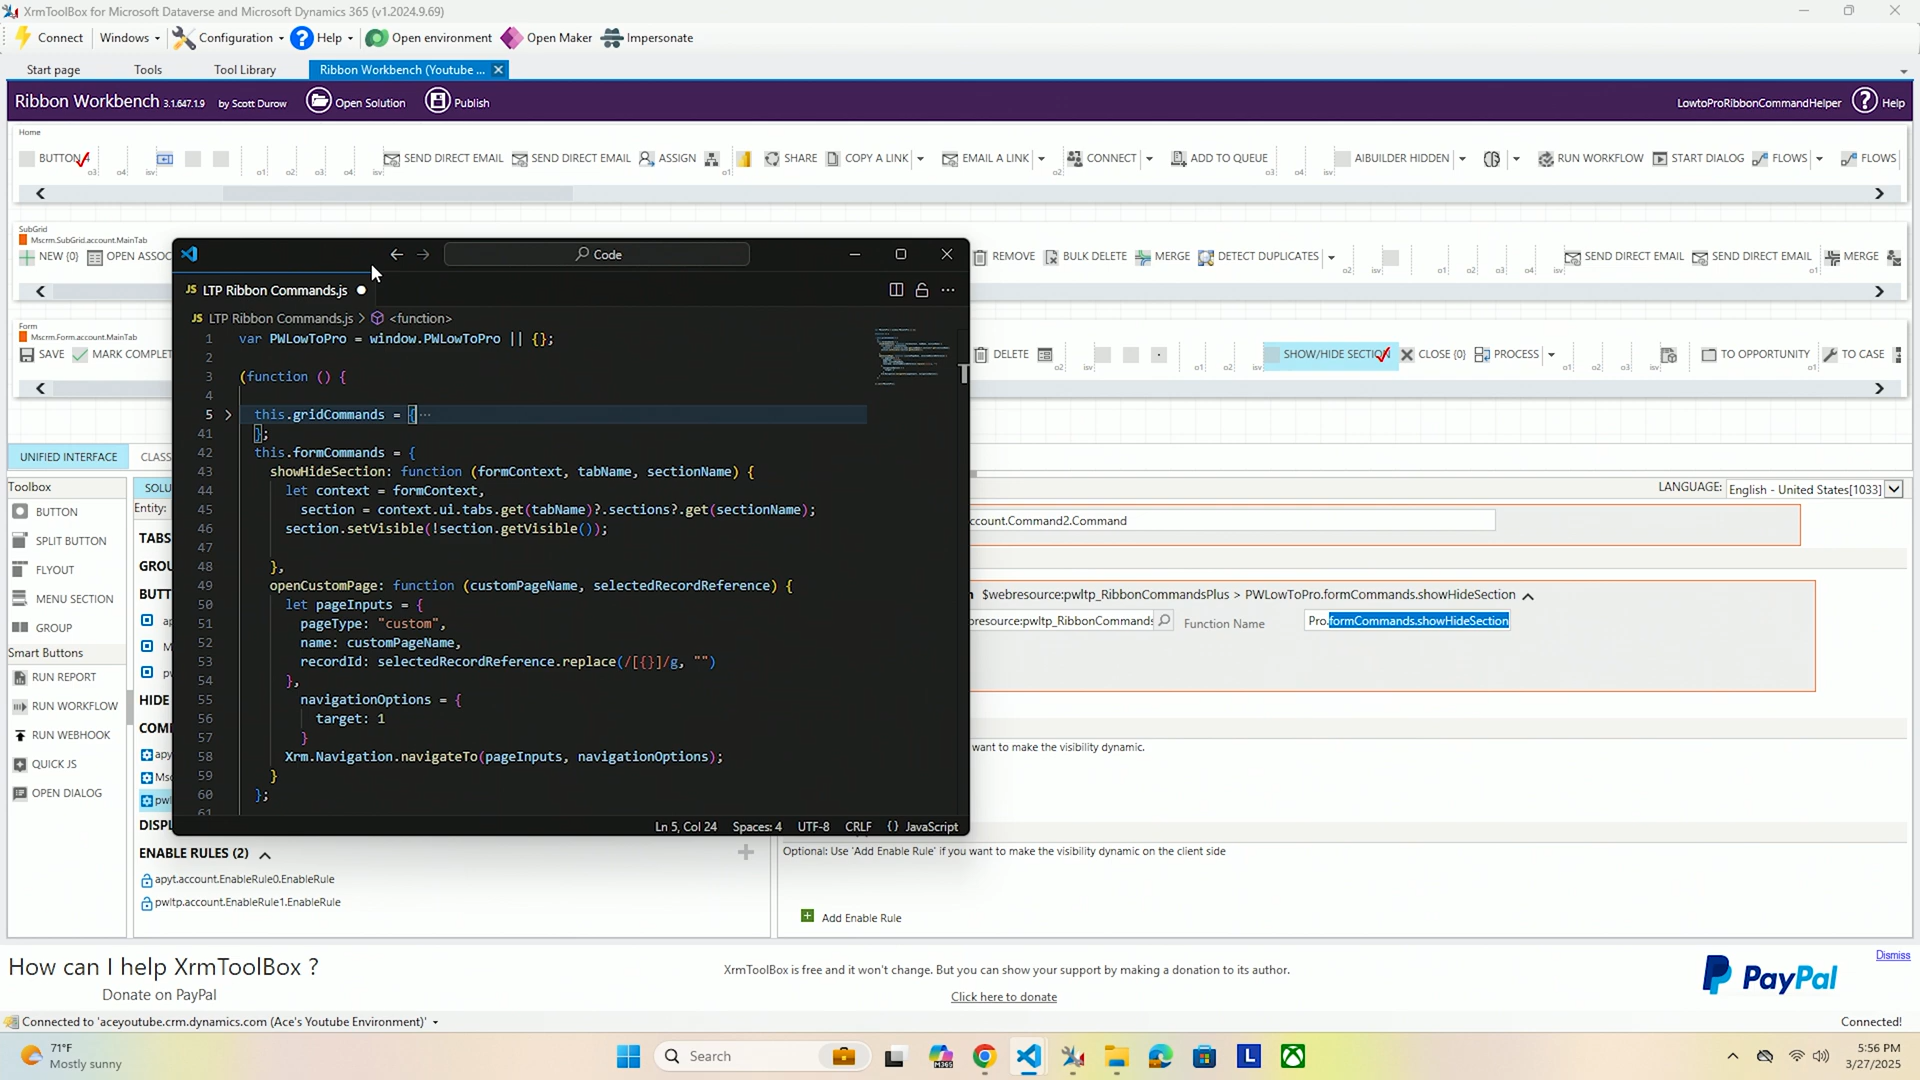 XrmToolBox for Microsoft Dataverse and Microsoft Dynamics 365 (v1.2024.9.69)
Connect Windows Configuration Help Open environment Open Maker Impersonate
Start page Tools Tool Library Ribbon Workbench (Youtube ...
Ribbon Workbench 3.1.647.1.9 by Scott Durow Open Solution Publish LowtoProRibbonCommandHelper Help
Home
BUTTON SEND DIRECT EMAIL SEND DIRECT EMAIL ASSIGN SHARE COPY A LINK EMAIL A LINK CONNECT ADD TO QUEUE AIBUILDER HIDDEN RUN WORKFLOW START DIALOG FLOWS FLOWS
SubGrid
Mscrm.SubGrid.account.MainTab
NEW {0} OPEN ASSOC REMOVE BULK DELETE MERGE DETECT DUPLICATES SEND DIRECT EMAIL SEND DIRECT EMAIL MERGE
Form
Mscrm.Form.account.MainTab
SAVE MARK COMPLET DELETE SHOW/HIDE SECTION CLOSE {0} PROCESS TO OPPORTUNITY TO CASE
Code
LTP Ribbon Commands.js
LTP Ribbon Commands.js > <function>
1 var PWLowToPro = window.PWLowToPro || {};
2
3 (function () {
4
5 this.gridCommands = { ...
41 };
42 this.formCommands = {
43 showHideSection: function (formContext, tabName, sectionName) {
44 let context = formContext,
45 section = context.ui.tabs.get(tabName)?.sections?.get(sectionName);
46 section.setVisible(!section.getVisible());
47
48 },
49 openCustomPage: function (customPageName, selectedRecordReference) {
50 let pageInputs = {
51 pageType: "custom",
52 name: customPageName,
53 recordId: selectedRecordReference.replace(/[{}]/g, "")
54 },
55 navigationOptions = {
56 target: 1
57 }
58 Xrm.Navigation.navigateTo(pageInputs, navigationOptions);
59 }
60 };
61
Ln 5, Col 24 Spaces: 4 UTF-8 CRLF {} JavaScript
UNIFIED INTERFACE CLASS
Toolbox
BUTTON
SPLIT BUTTON
FLYOUT
MENU SECTION
GROUP
Smart Buttons
RUN REPORT
RUN WORKFLOW
RUN WEBHOOK
QUICK JS
OPEN DIALOG
SOLU
Entity:
TABS
GROU
BUTT
HIDE
COM
apy
Msc
pwl
DISPL
ENABLE RULES (2)
apyt.account.EnableRule0.EnableRule
pwltp.account.EnableRule1.EnableRule
LANGUAGE: English - United States[1033]
ccount.Command2.Command
$webresource:pwltp_RibbonCommandsPlus > PWLowToPro.formCommands.showHideSection
bresource:pwltp_RibbonCommands Function Name Pro.formCommands.showHideSection
want to make the visibility dynamic.
Optional: Use 'Add Enable Rule' if you want to make the visibility dynamic on the client side
Add Enable Rule
How can I help XrmToolBox ?
Donate on PayPal
XrmToolBox is free and it won't change. But you can show your support by making a donation to its author.
Click here to donate
PayPal
Dismiss
Connected to 'aceyoutube.crm.dynamics.com (Ace's Youtube Environment)'
Connected!
71°F
Mostly sunny
Search
5:56 PM
3/27/2025